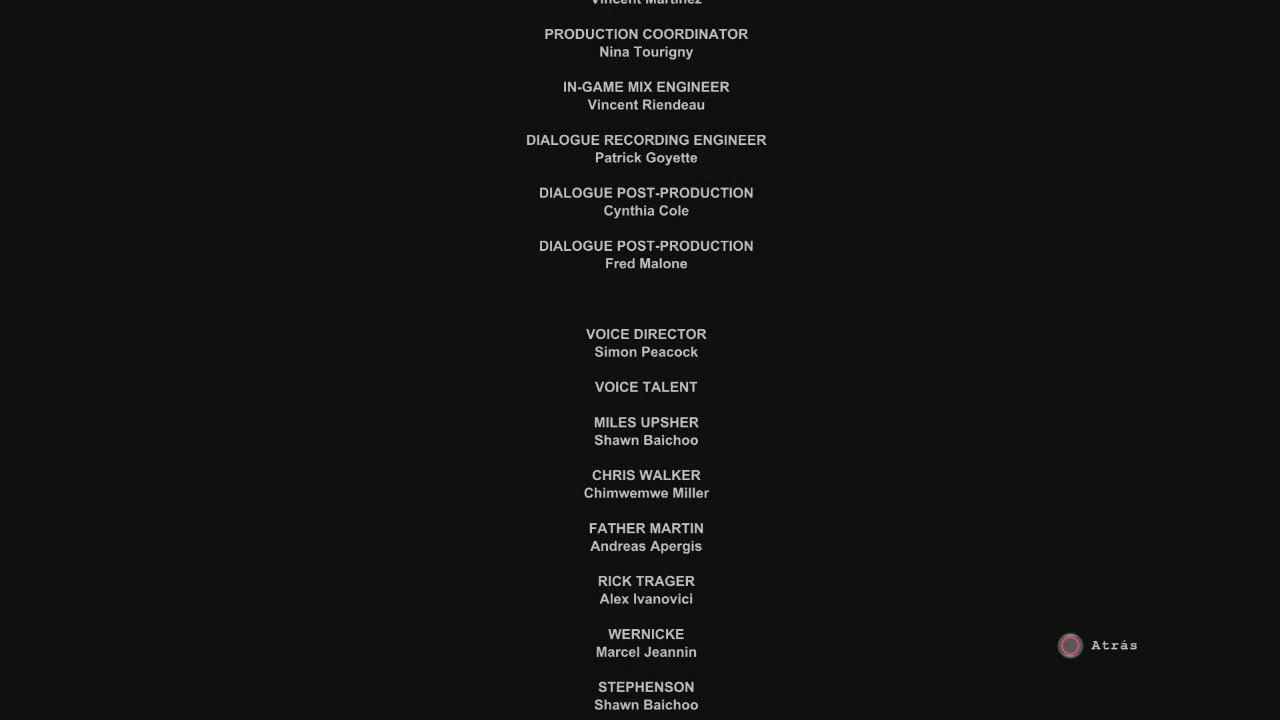 Vincent Martinez
PRODUCTION COORDINATOR
Nina Tourigny
IN-GAME MIX ENGINEER
Vincent Riendeau
DIALOGUE RECORDING ENGINEER
Patrick Goyette
DIALOGUE POST-PRODUCTION
Cynthia Cole
DIALOGUE POST-PRODUCTION
Fred Malone
VOICE DIRECTOR
Simon Peacock
VOICE TALENT
MILES UPSHER
Shawn Baichoo
CHRIS WALKER
Chimwemwe Miller
FATHER MARTIN
Andreas Apergis
RICK TRAGER
Alex Ivanovici
WERNICKE
Marcel Jeannin
STEPHENSON
Shawn Baichoo
Atrás